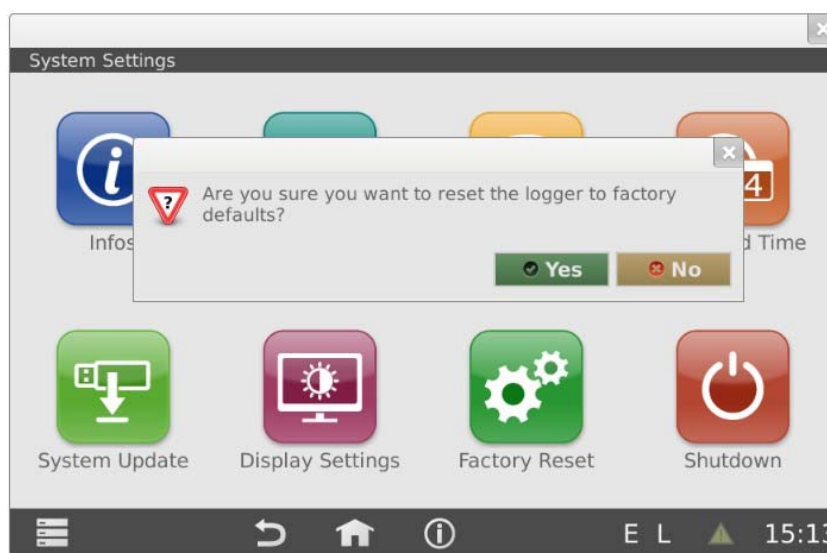 System Settings
Are you sure you want to reset the logger to factory
defaults?
Yes
No
Infos
d Time
System Update
Display Settings
Factory Reset
Shutdown
E L
15:13